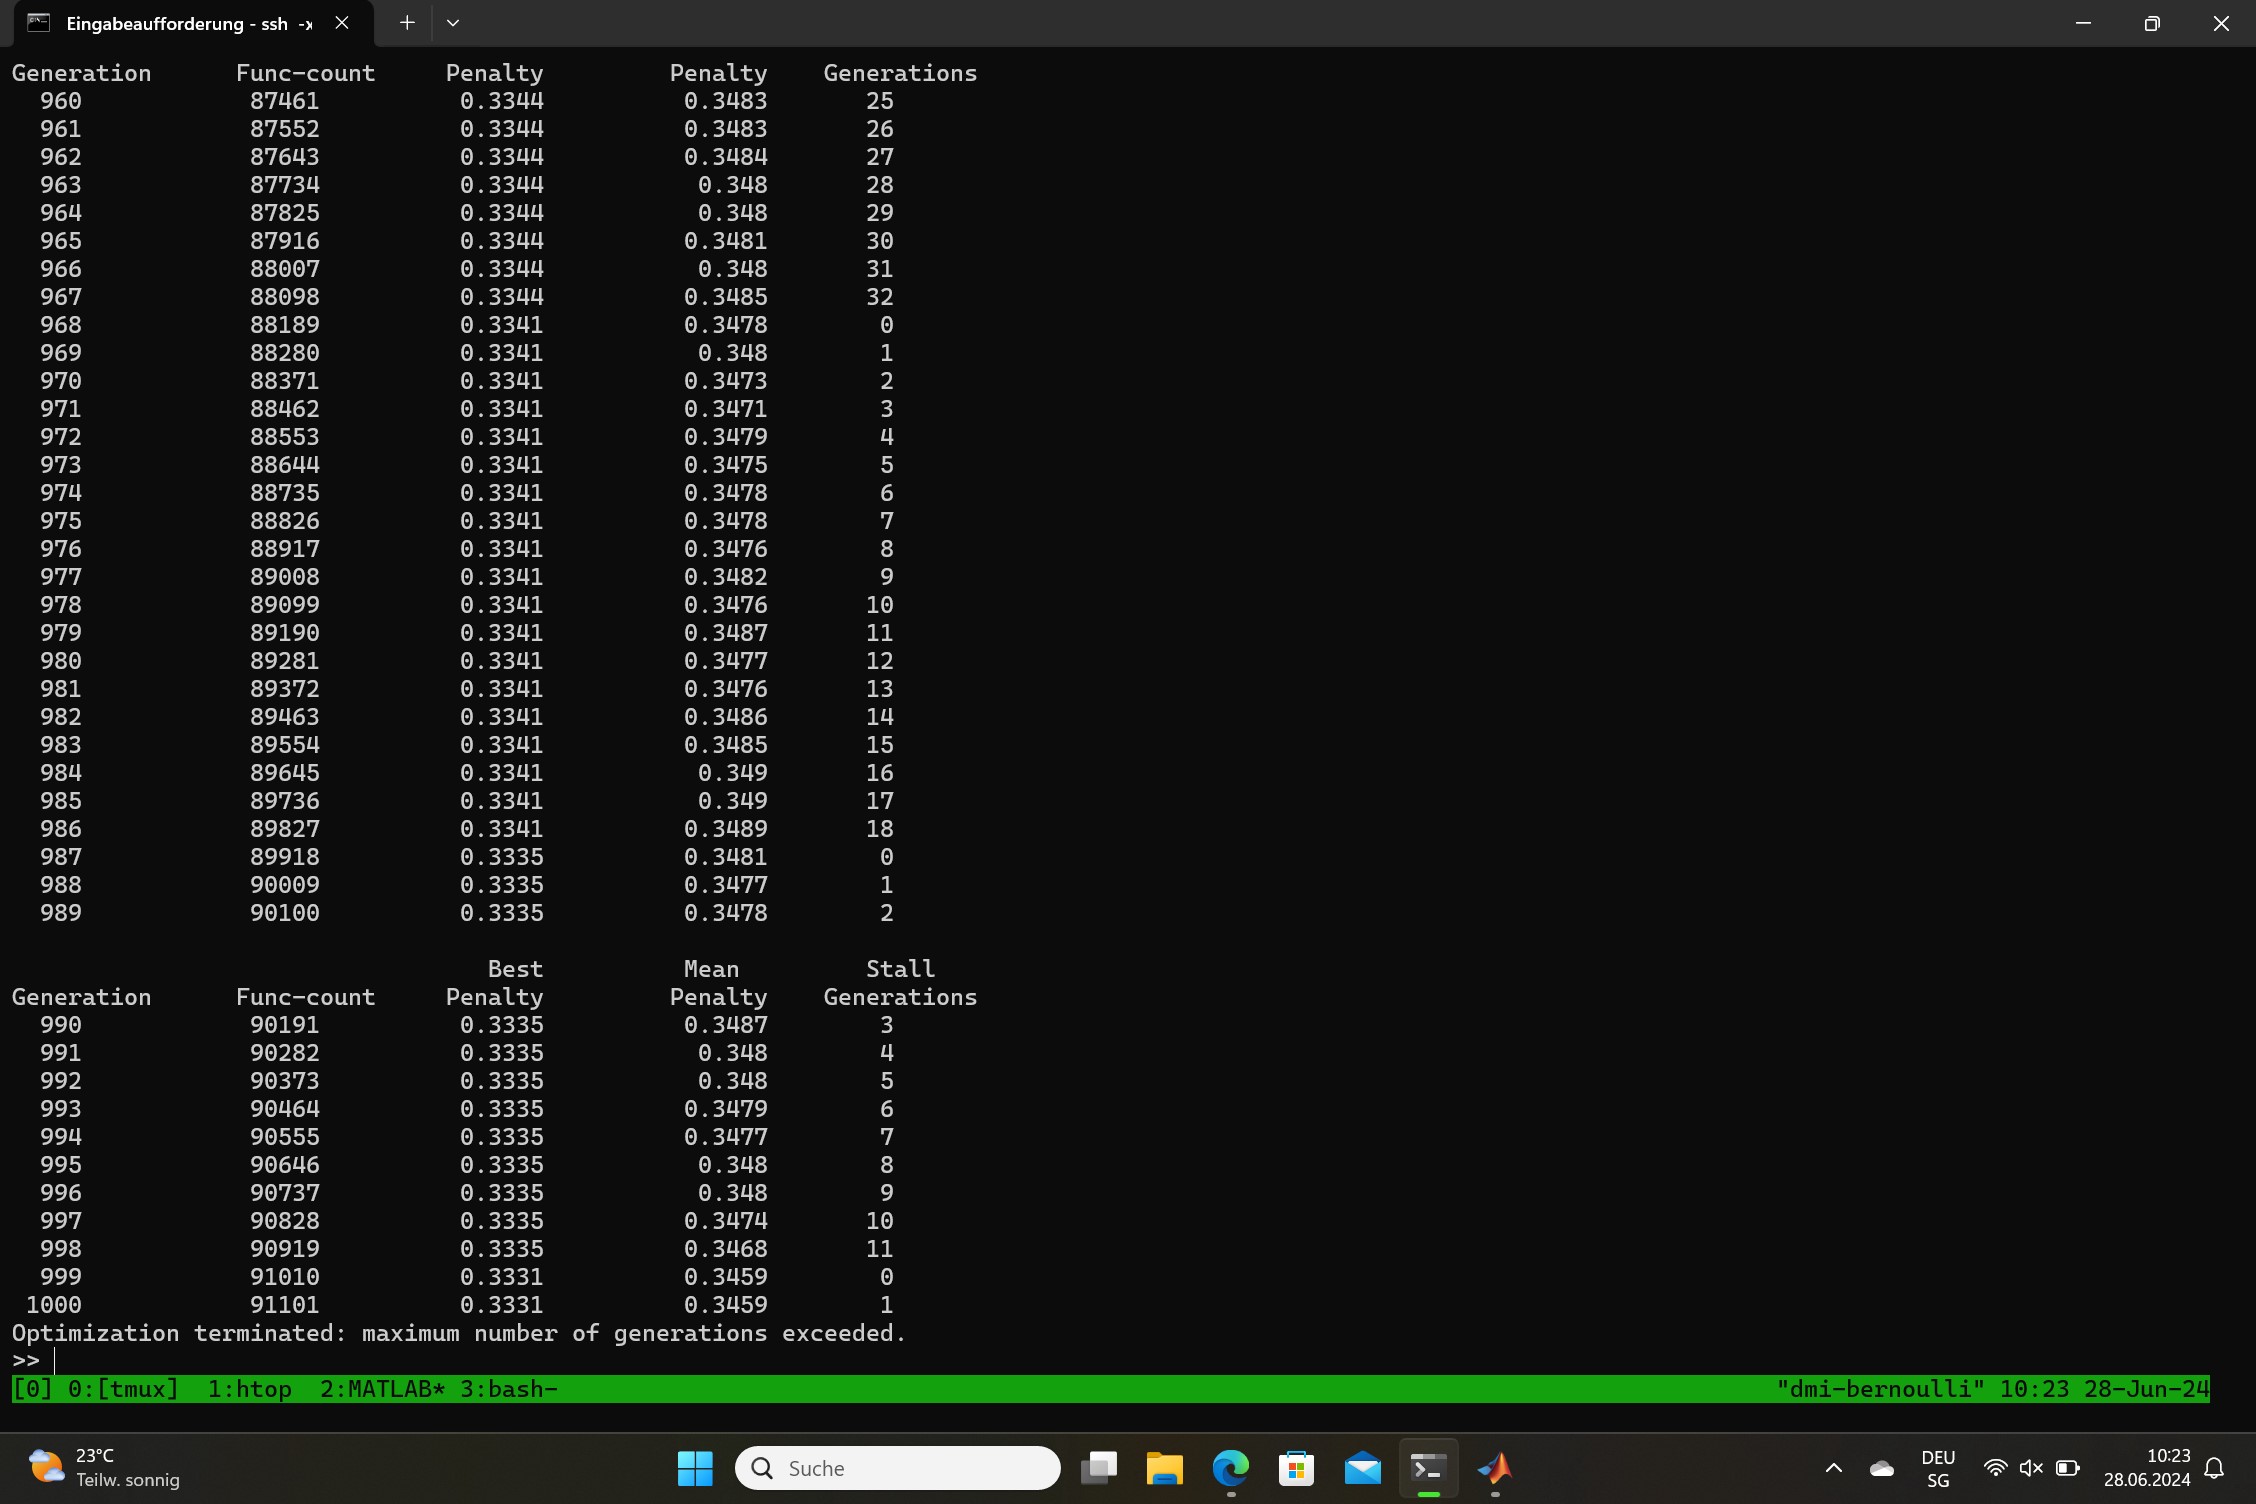 Eingabeaufforderung - ssh -x
Generation Func-count Penalty Penalty Generations
960 87461 0.3344 0.3483 25
961 87552 0.3344 0.3483 26
962 87643 0.3344 0.3484 27
963 87734 0.3344 0.348 28
964 87825 0.3344 0.348 29
965 87916 0.3344 0.3481 30
966 88007 0.3344 0.348 31
967 88098 0.3344 0.3485 32
968 88189 0.3341 0.3478 0
969 88280 0.3341 0.348 1
970 88371 0.3341 0.3473 2
971 88462 0.3341 0.3471 3
972 88553 0.3341 0.3479 4
973 88644 0.3341 0.3475 5
974 88735 0.3341 0.3478 6
975 88826 0.3341 0.3478 7
976 88917 0.3341 0.3476 8
977 89008 0.3341 0.3482 9
978 89099 0.3341 0.3476 10
979 89190 0.3341 0.3487 11
980 89281 0.3341 0.3477 12
981 89372 0.3341 0.3476 13
982 89463 0.3341 0.3486 14
983 89554 0.3341 0.3485 15
984 89645 0.3341 0.349 16
985 89736 0.3341 0.349 17
986 89827 0.3341 0.3489 18
987 89918 0.3335 0.3481 0
988 90009 0.3335 0.3477 1
989 90100 0.3335 0.3478 2
Best Mean Stall
Generation Func-count Penalty Penalty Generations
990 90191 0.3335 0.3487 3
991 90282 0.3335 0.348 4
992 90373 0.3335 0.348 5
993 90464 0.3335 0.3479 6
994 90555 0.3335 0.3477 7
995 90646 0.3335 0.348 8
996 90737 0.3335 0.348 9
997 90828 0.3335 0.3474 10
998 90919 0.3335 0.3468 11
999 91010 0.3331 0.3459 0
1000 91101 0.3331 0.3459 1
Optimization terminated: maximum number of generations exceeded.
>>
[0] 0:[tmux] 1:htop 2:MATLAB* 3:bash- "dmi-bernoulli" 10:23 28-Jun-24
23°C
Teilw. sonnig
Suche
DEU
SG
10:23
28.06.2024